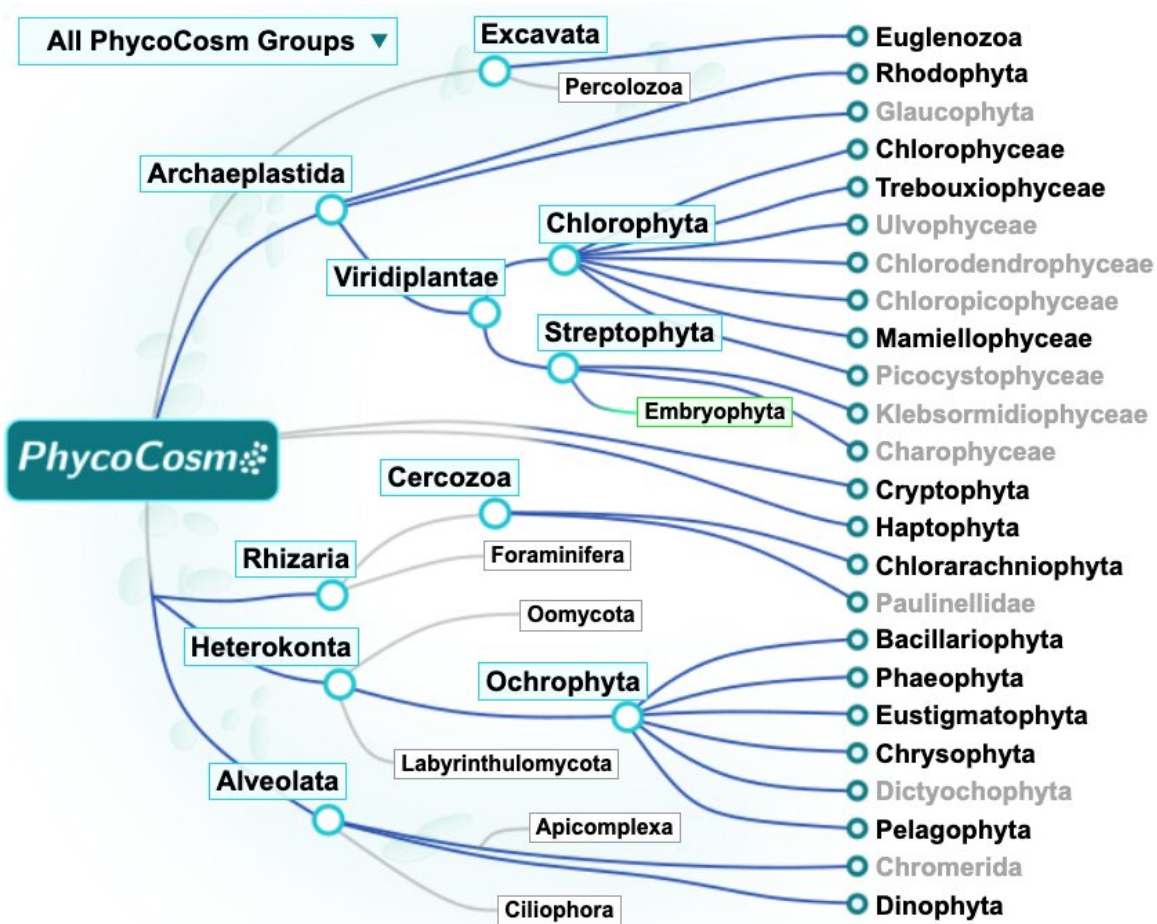 All PhycoCosm Groups ▼
Excavata
Euglenozoa
Percolozoa
Rhodophyta
Glaucophyta
Archaeplastida
Chlorophyceae
Trebouxiophyceae
Chlorophyta
Ulvophyceae
Viridiplantae
Chlorodendrophyceae
Chloropicophyceae
Streptophyta
Mamiellophyceae
Picocystophyceae
Embryophyta
Klebsormidiophyceae
Charophyceae
PhycoCosm
Cercozoa
Cryptophyta
Haptophyta
Rhizaria
Foraminifera
Chlorarachniophyta
Paulinellidae
Oomycota
Heterokonta
Bacillariophyta
Ochrophyta
Phaeophyta
Eustigmatophyta
Chrysophyta
Labyrinthulomycota
Alveolata
Dictyochophyta
Apicomplexa
Pelagophyta
Chromerida
Ciliophora
Dinophyta